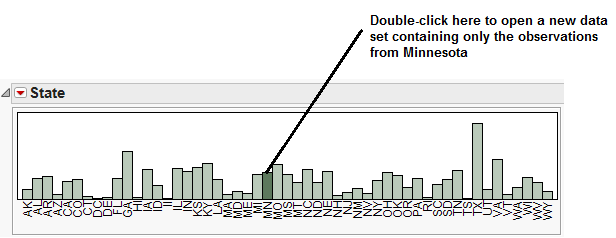 Double-click here to open a new data
set containing only the observations
from Minnesota
State
AK AL AR AZ CA CO CT DC DE FL GA HI IA ID II IL IN KS KY LA MA MD ME MI MN MO MS MT NC ND NE NH NJ NM NV NY OH OK OR PA RI SC SD TN TS TX UT VA VT WA WI WV WY